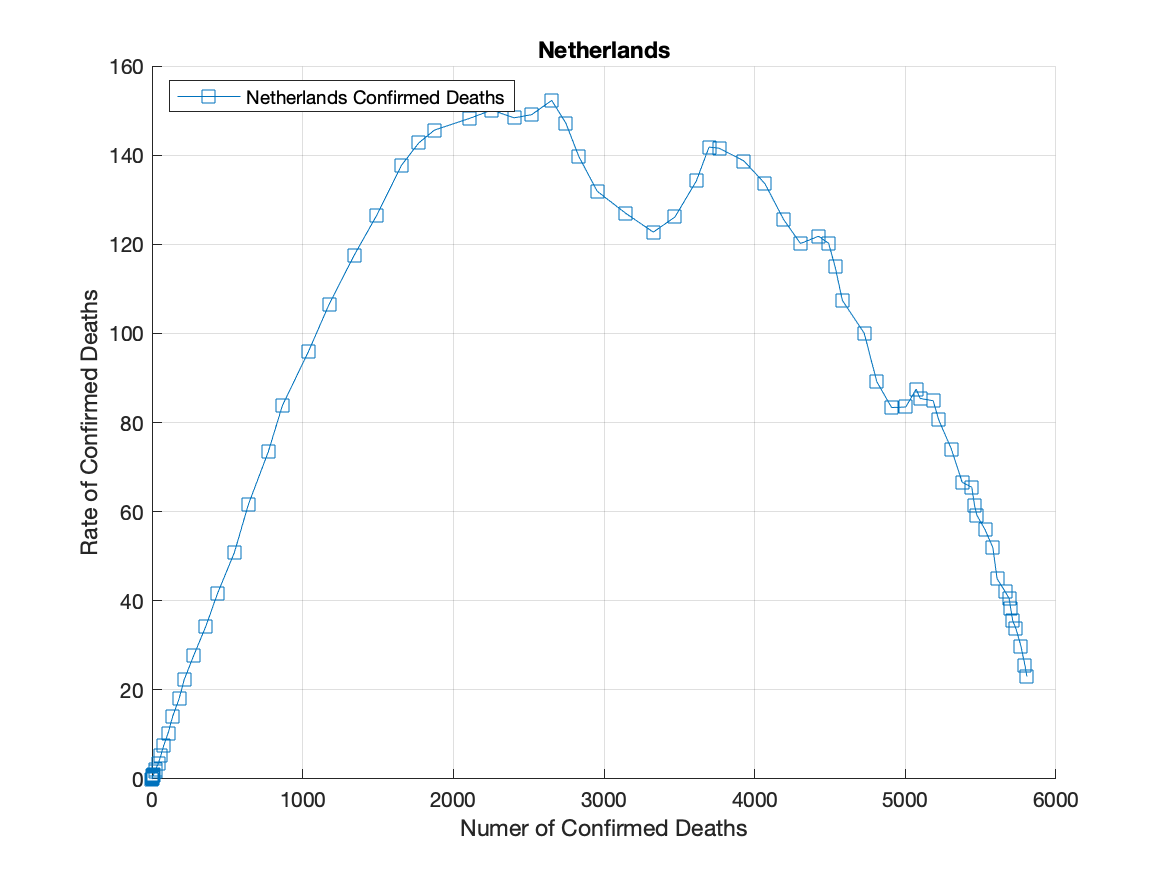 Netherlands
Netherlands Confirmed Deaths
Rate of Confirmed Deaths
160
140
120
100
80
60
40
20
0
0 1000 2000 3000 4000 5000 6000
Numer of Confirmed Deaths